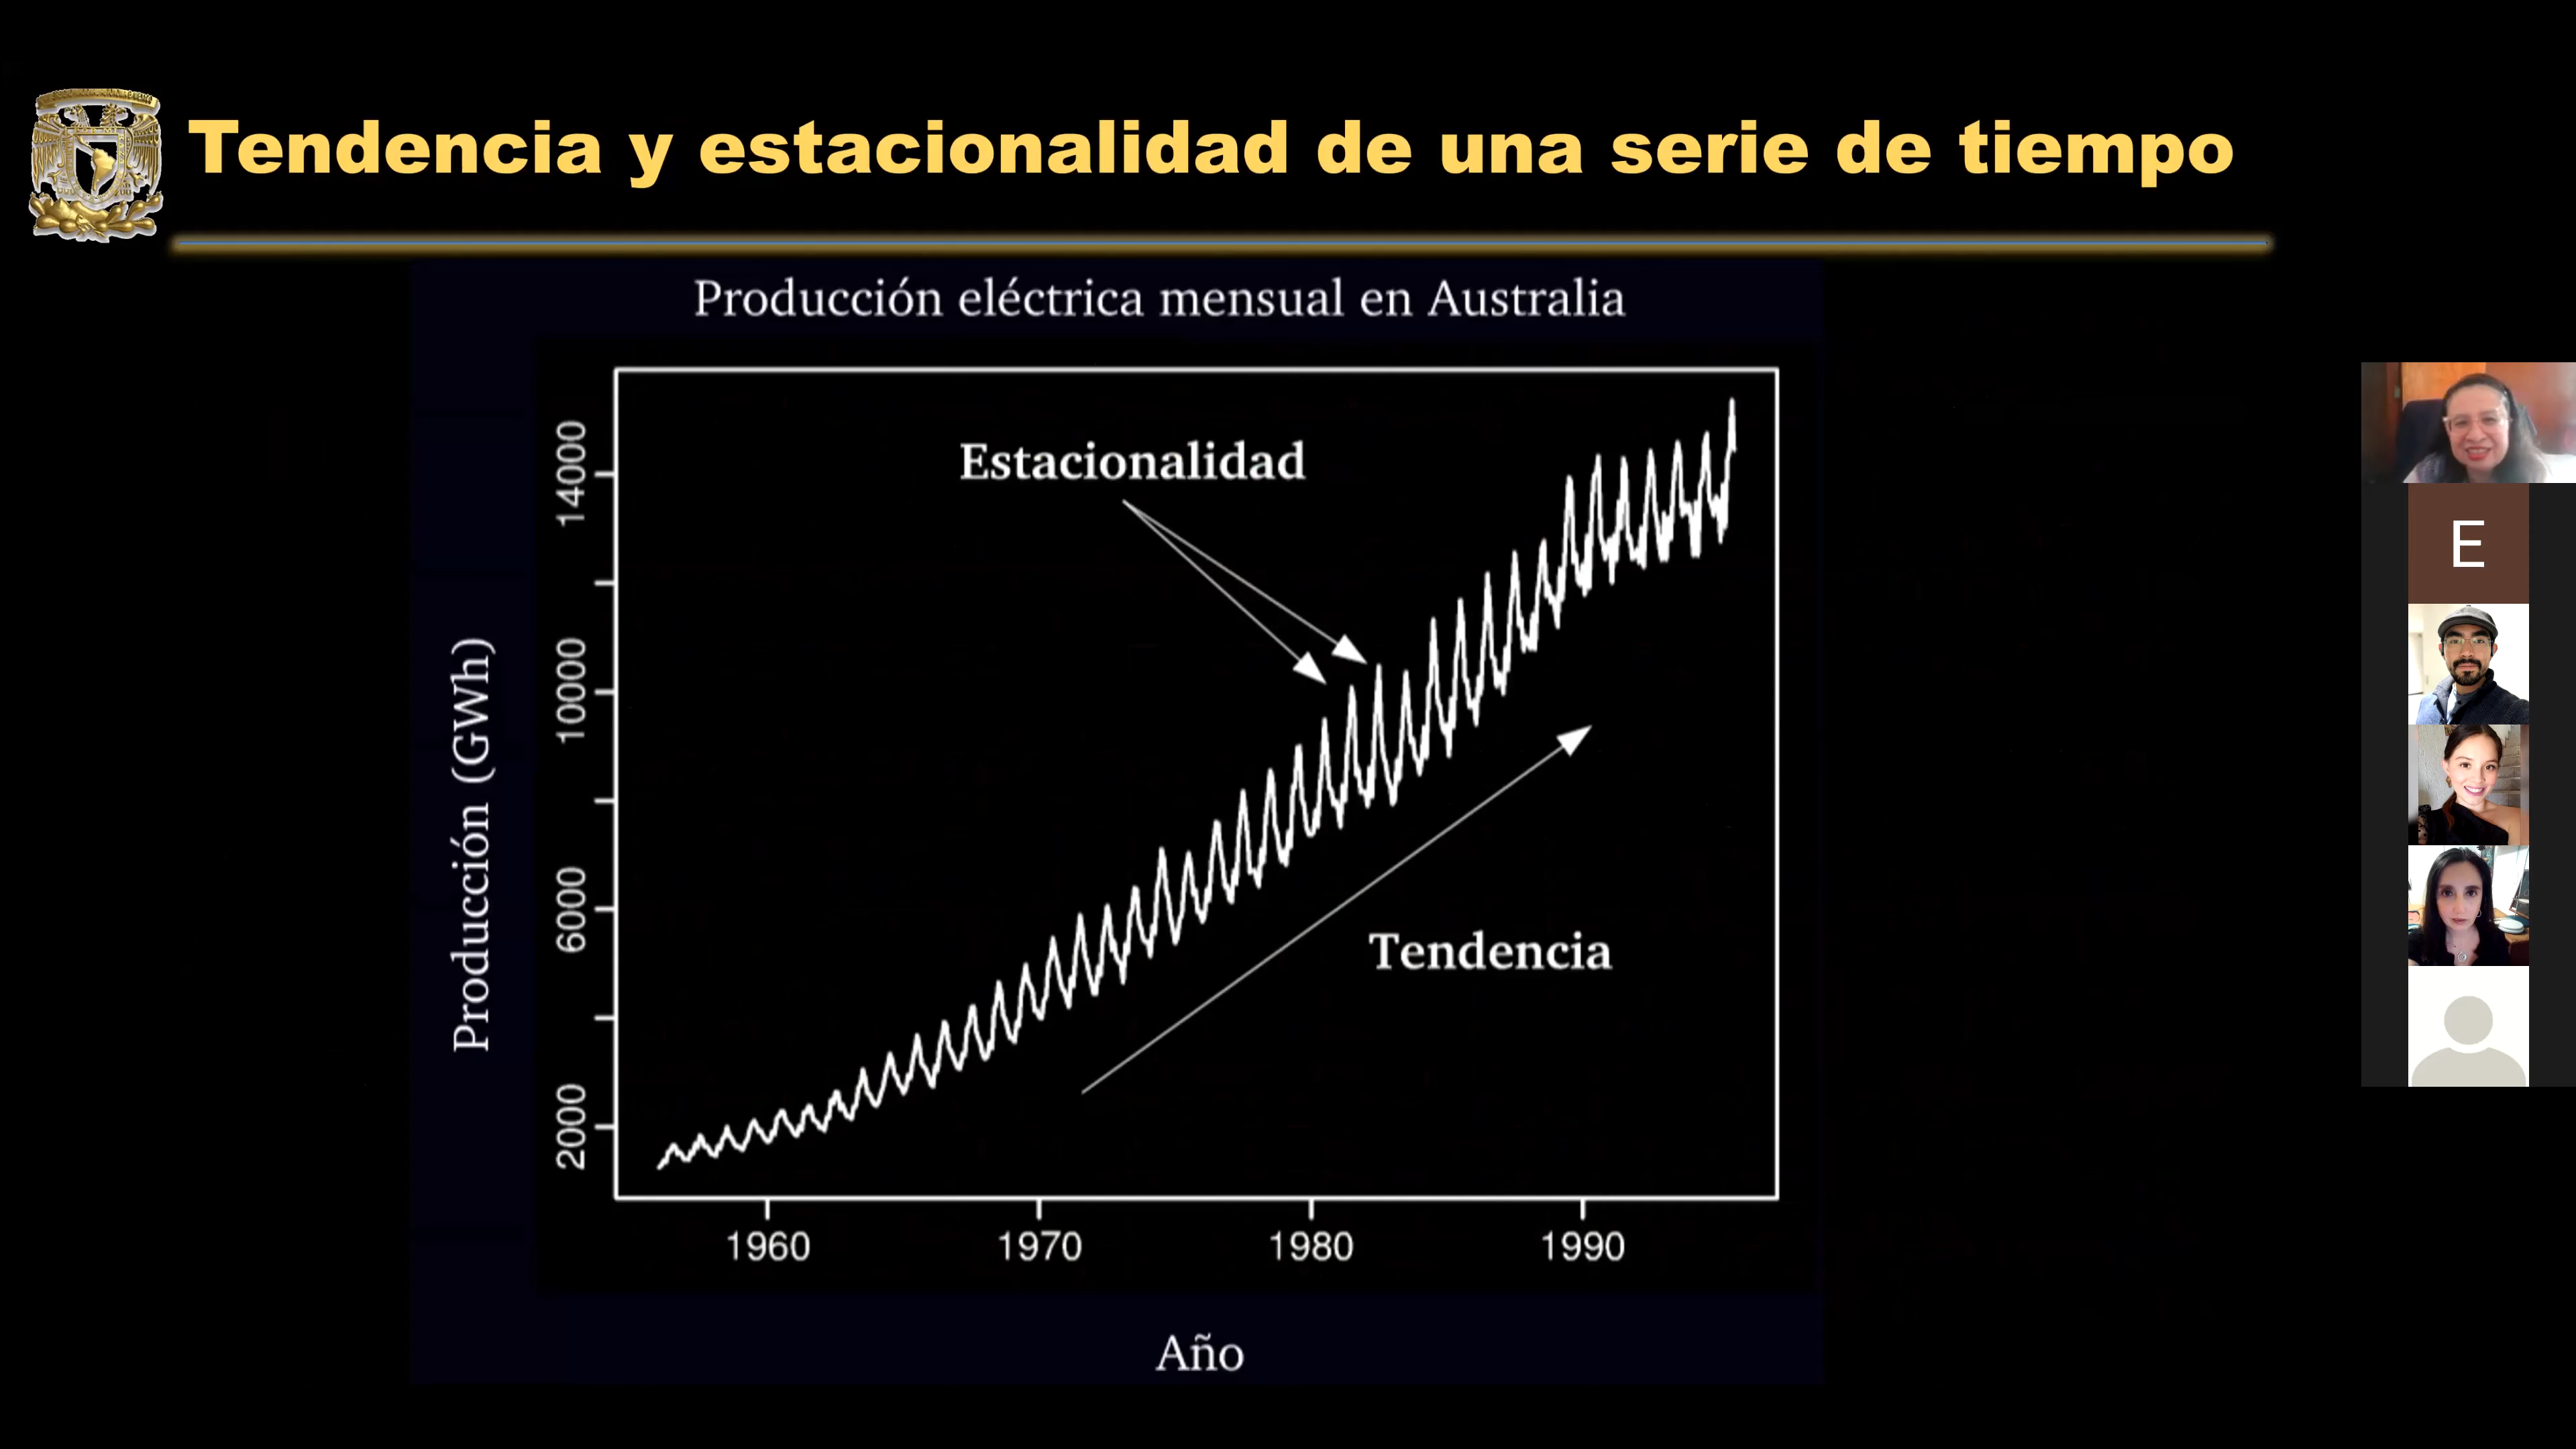 Tendencia y estacionalidad de una serie de tiempo
Producción eléctrica mensual en Australia
Estacionalidad
Tendencia
Producción (GWh)
14000
10000
6000
2000
1960 1970 1980 1990
Año
E